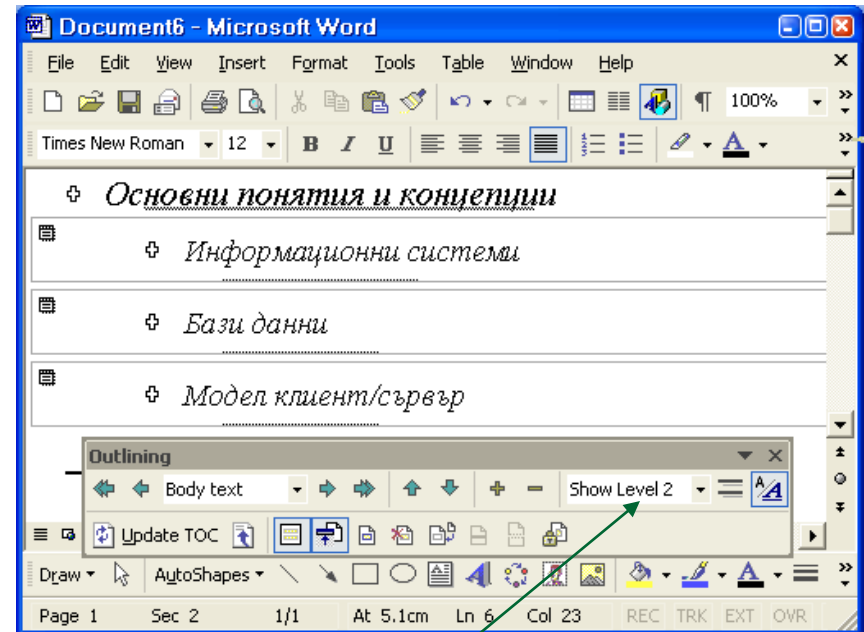 Document6 - Microsoft Word
File Edit View Insert Format Tools Table Window Help
100%
Times New Roman 12 B I U A
Основни понятия и концепции
Информационни системи
Бази данни
Модел клиент/сървър
Outlining
Body text Show Level 2 A/A
Update TOC
Draw AutoShapes A
Page 1 Sec 2 1/1 At 5.1cm Ln 6 Col 23 REC TRK EXT OVR